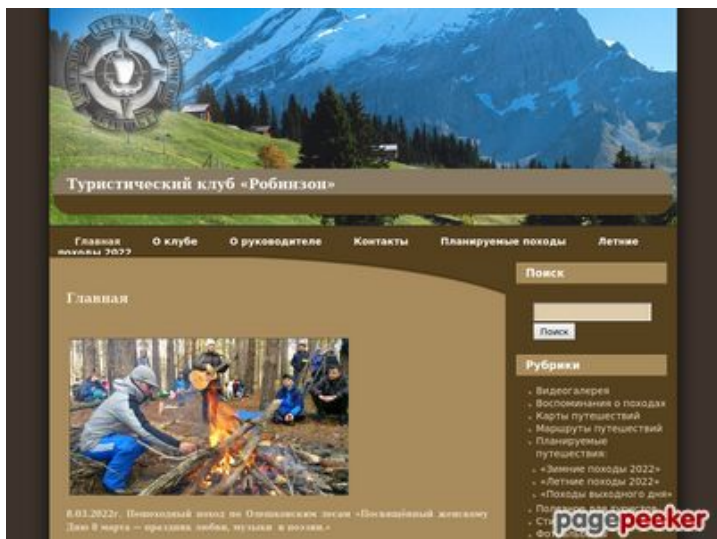 Туристический клуб «Робинзон»
Главная О клубе О руководителе Контакты Планируемые походы Летние
походы 2022
Поиск
Главная
Поиск
Рубрики
Видеогалерея
Воспоминания о походах
Карты путешествий
Маршруты путешествий
Планируемые
путешествия:
«Зимние походы 2022»
«Летние походы 2022»
«Походы выходного дня»
8.03.2022г. Пешеходный поход по Олешковским лесам «Посвящённый женскому
Дню 8 марта — праздник любви, музыки и поэзии.»
pagepeeker